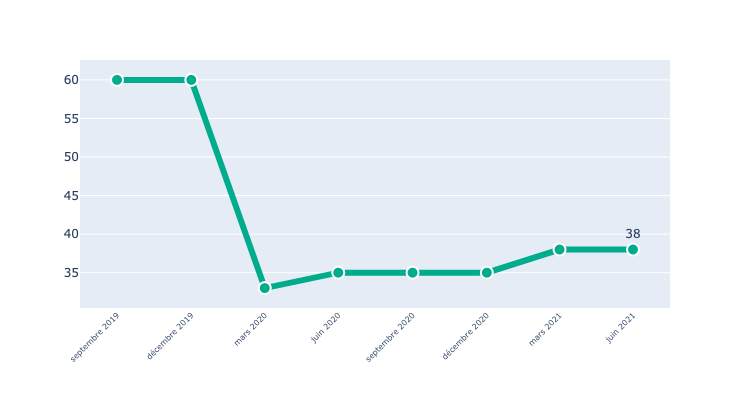 60
55
50
45
40
35
38
septembre 2019
décembre 2019
mars 2020
juin 2020
septembre 2020
décembre 2020
mars 2021
juin 2021